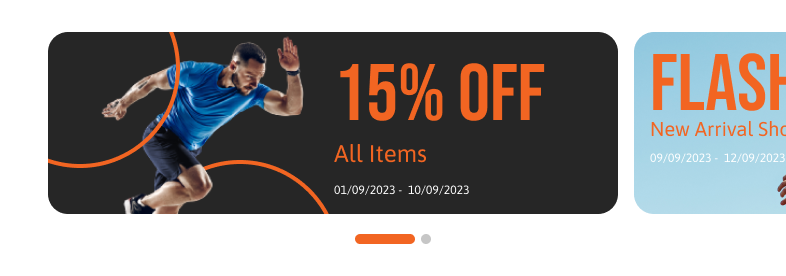 15% OFF
All Items
01/09/2023 - 10/09/2023
FLASH
New Arrival Sho
09/09/2023 - 12/09/2023